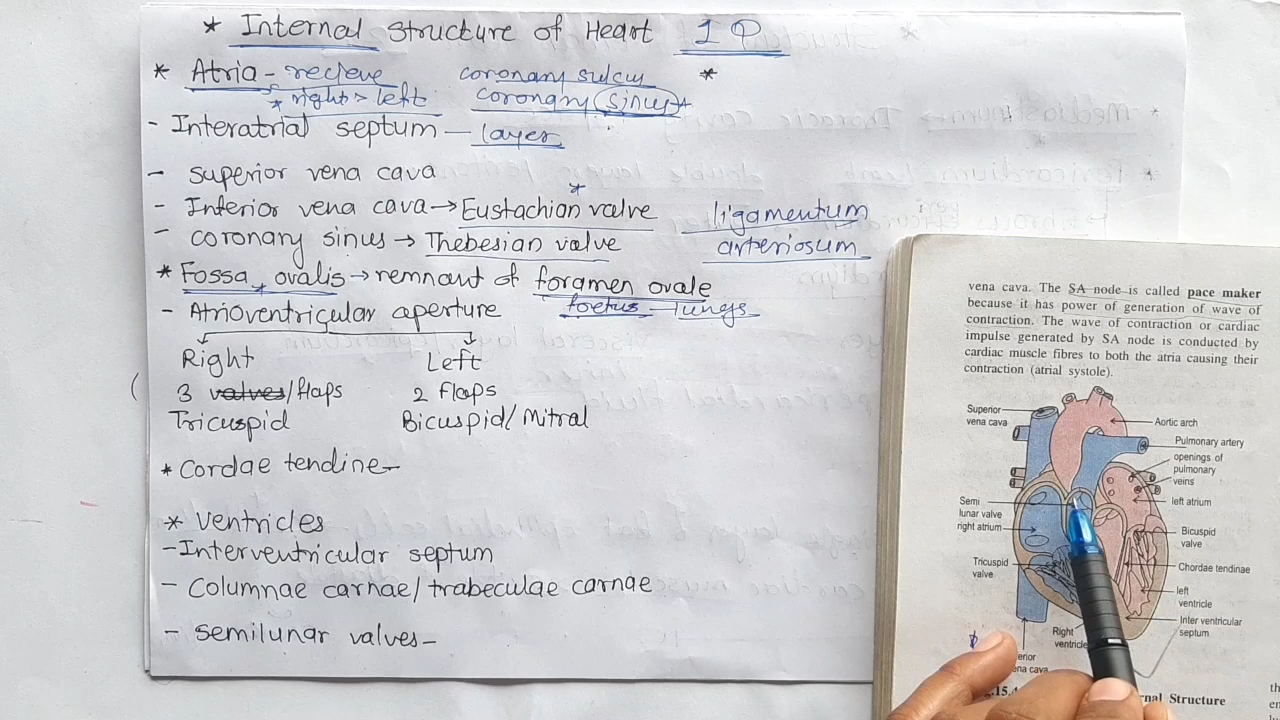 * Internal Structure of Heart IP
* Atria - recieve
* right > left
coronary sulcus *
coronary sinus *
- Interatrial septum — layer
- superior vena cava
- Inferior vena cava → Eustachian valve *
- coronary sinus → Thebesian valve
ligamentum
arteriosum
* Fossa ovalis → remnant of foramen ovale
foetus - lungs
- Atrioventricular aperture
Right
Left
3 valves/flaps
2 flaps
Tricuspid
Bicuspid/Mitral
* Cordae tendine -
* Ventricles
- Interventricular septum
- Columnae carnae/trabeculae carnae
- semilunar valves -
vena cava. The SA node is called pace maker
because it has power of generation of wave of
contraction. The wave of contraction or cardiac
impulse generated by SA node is conducted by
cardiac muscle fibres to both the atria causing their
contraction (atrial systole).
Superior
vena cava
Aortic arch
Pulmonary artery
openings of
pulmonary
veins
Semi
lunar valve
left atrium
right atrium
Bicuspid
valve
Tricuspid
valve
Chordae tendinae
left
ventricle
Inter ventricular
septum
Right
ventricle
erior
na cava
nal Structure